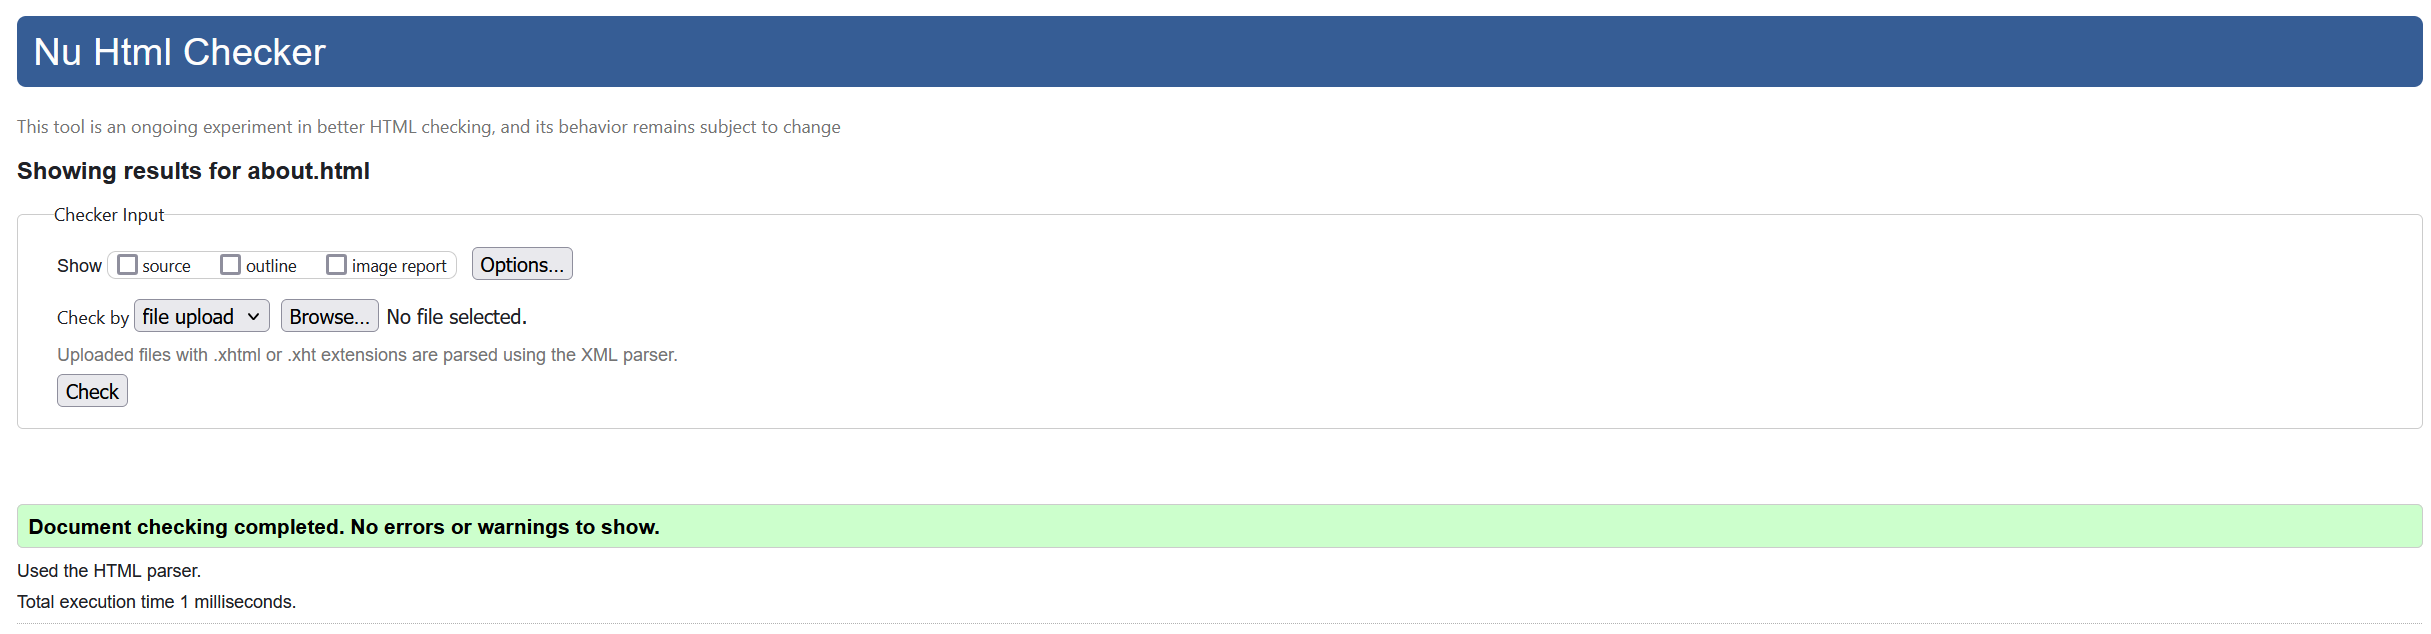 Nu Html Checker
This tool is an ongoing experiment in better HTML checking, and its behavior remains subject to change
Showing results for about.html
Checker Input
Show source outline image report Options...
Check by file upload Browse... No file selected.
Uploaded files with .xhtml or .xht extensions are parsed using the XML parser.
Check
Document checking completed. No errors or warnings to show.
Used the HTML parser.
Total execution time 1 milliseconds.